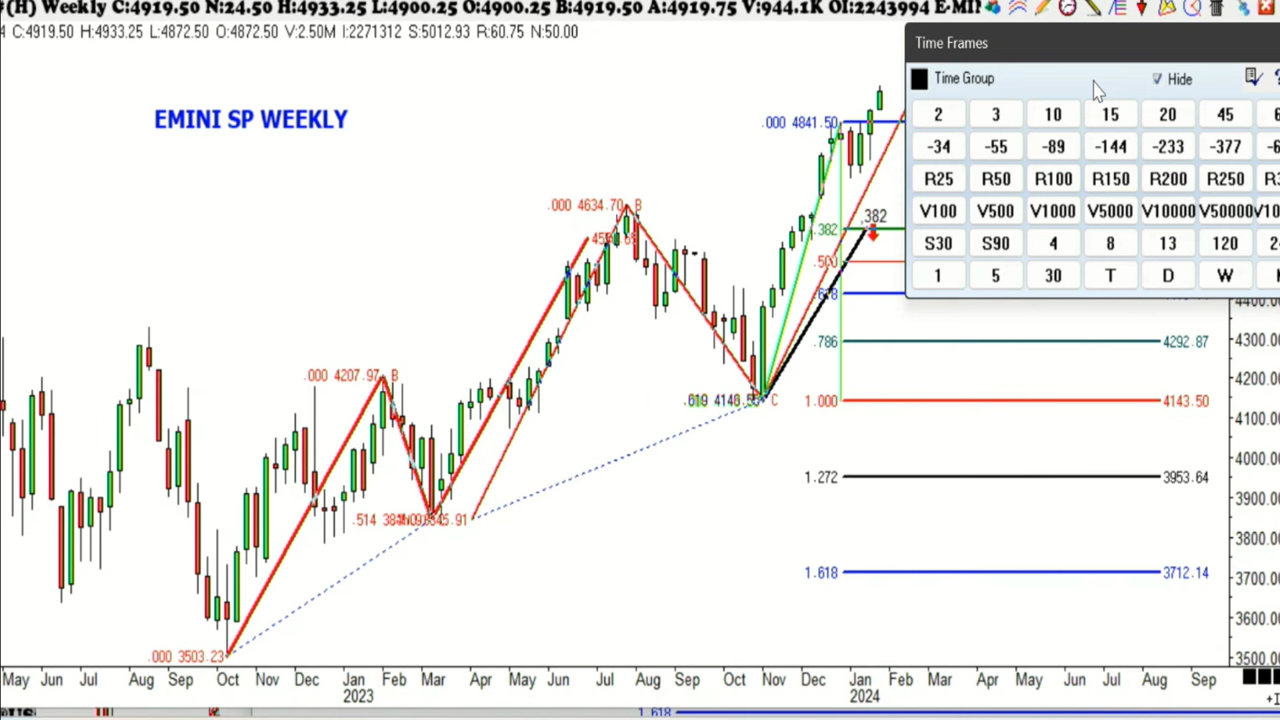 (H) Weekly C:4919.50 N:24.50 H:4933.25 L:4900.25 O:4900.25 B:4919.50 A:4919.75 V:944.1K OI:2243994 E-MIN
4 C:4919.50 H:4933.25 L:4872.50 O:4872.50 V:2.50M I:2271312 S:5012.93 R:60.75 N:50.00
Time Frames
Time Group Hide
2 3 10 15 20 45
-34 -55 -89 -144 -233 -377
R25 R50 R100 R150 R200 R250
V100 V500 V1000 V5000 V10000 V50000
S30 S90 4 8 13 120
1 5 30 T D W
EMINI SP WEEKLY
.000 4841.50
.000 4634.70 B
.382
.382
.500
.618
4300.00
.786 4292.87
4200.00
.000 4207.97 B
C
1.000 4143.50
4100.00
4000.00
1.272 3953.64
3900.00
3800.00
1.618 3712.14
3700.00
3600.00
.000 3503.23
3500.00
May Jun Jul Aug Sep Oct Nov Dec Jan Feb Mar Apr May Jun Jul Aug Sep Oct Nov Dec Jan Feb Mar Apr May Jun Jul Aug Sep
2023 2024
1.618